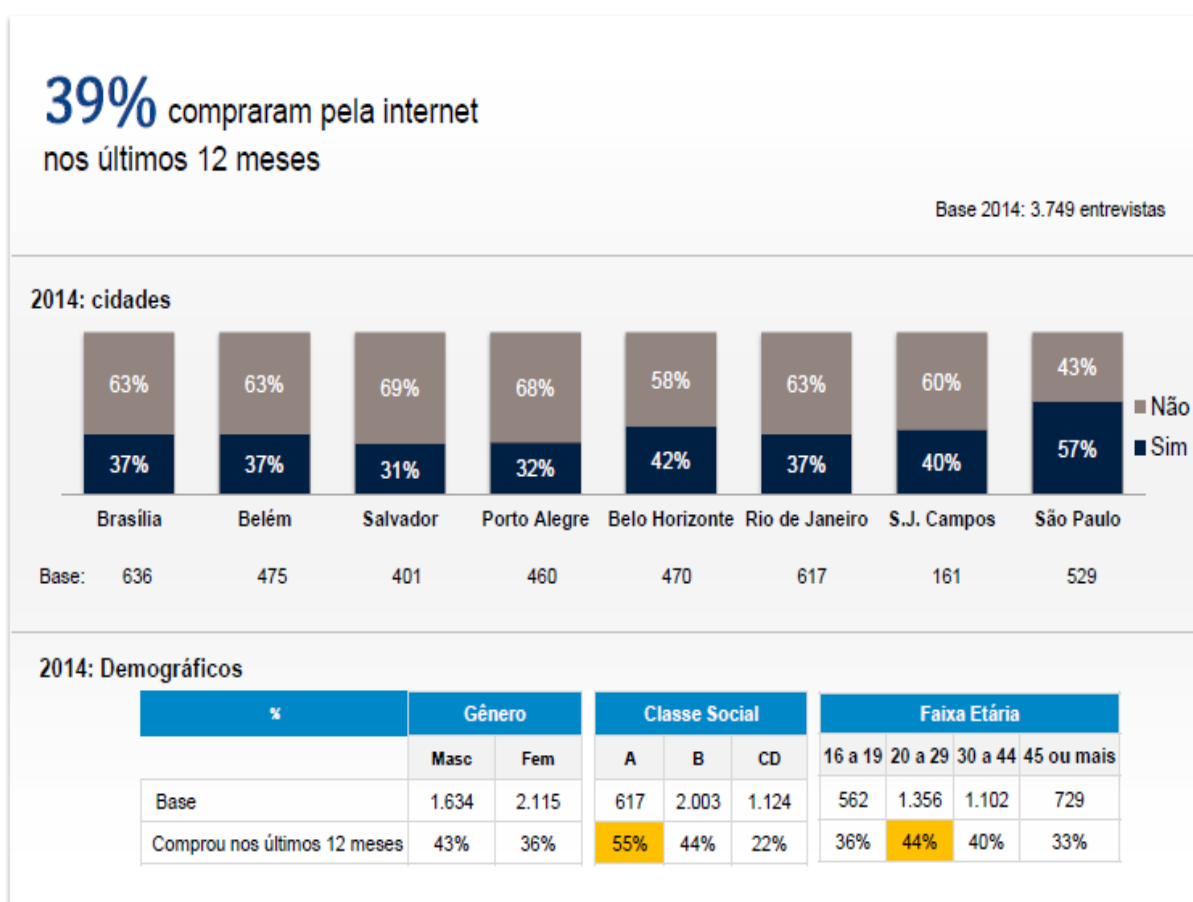 39% compraram pela internet
nos últimos 12 meses
Base 2014: 3.749 entrevistas
2014: cidades
63% 63% 69% 68% 58% 63% 60% 43%
37% 37% 31% 32% 42% 37% 40% 57%
Não
Sim
Brasília Belém Salvador Porto Alegre Belo Horizonte Rio de Janeiro S.J. Campos São Paulo
Base: 636 475 401 460 470 617 161 529
2014: Demográficos
% Gênero Classe Social Faixa Etária
Masc Fem A B CD 16 a 19 20 a 29 30 a 44 45 ou mais
Base 1.634 2.115 617 2.003 1.124 562 1.356 1.102 729
Comprou nos últimos 12 meses 43% 36% 55% 44% 22% 36% 44% 40% 33%